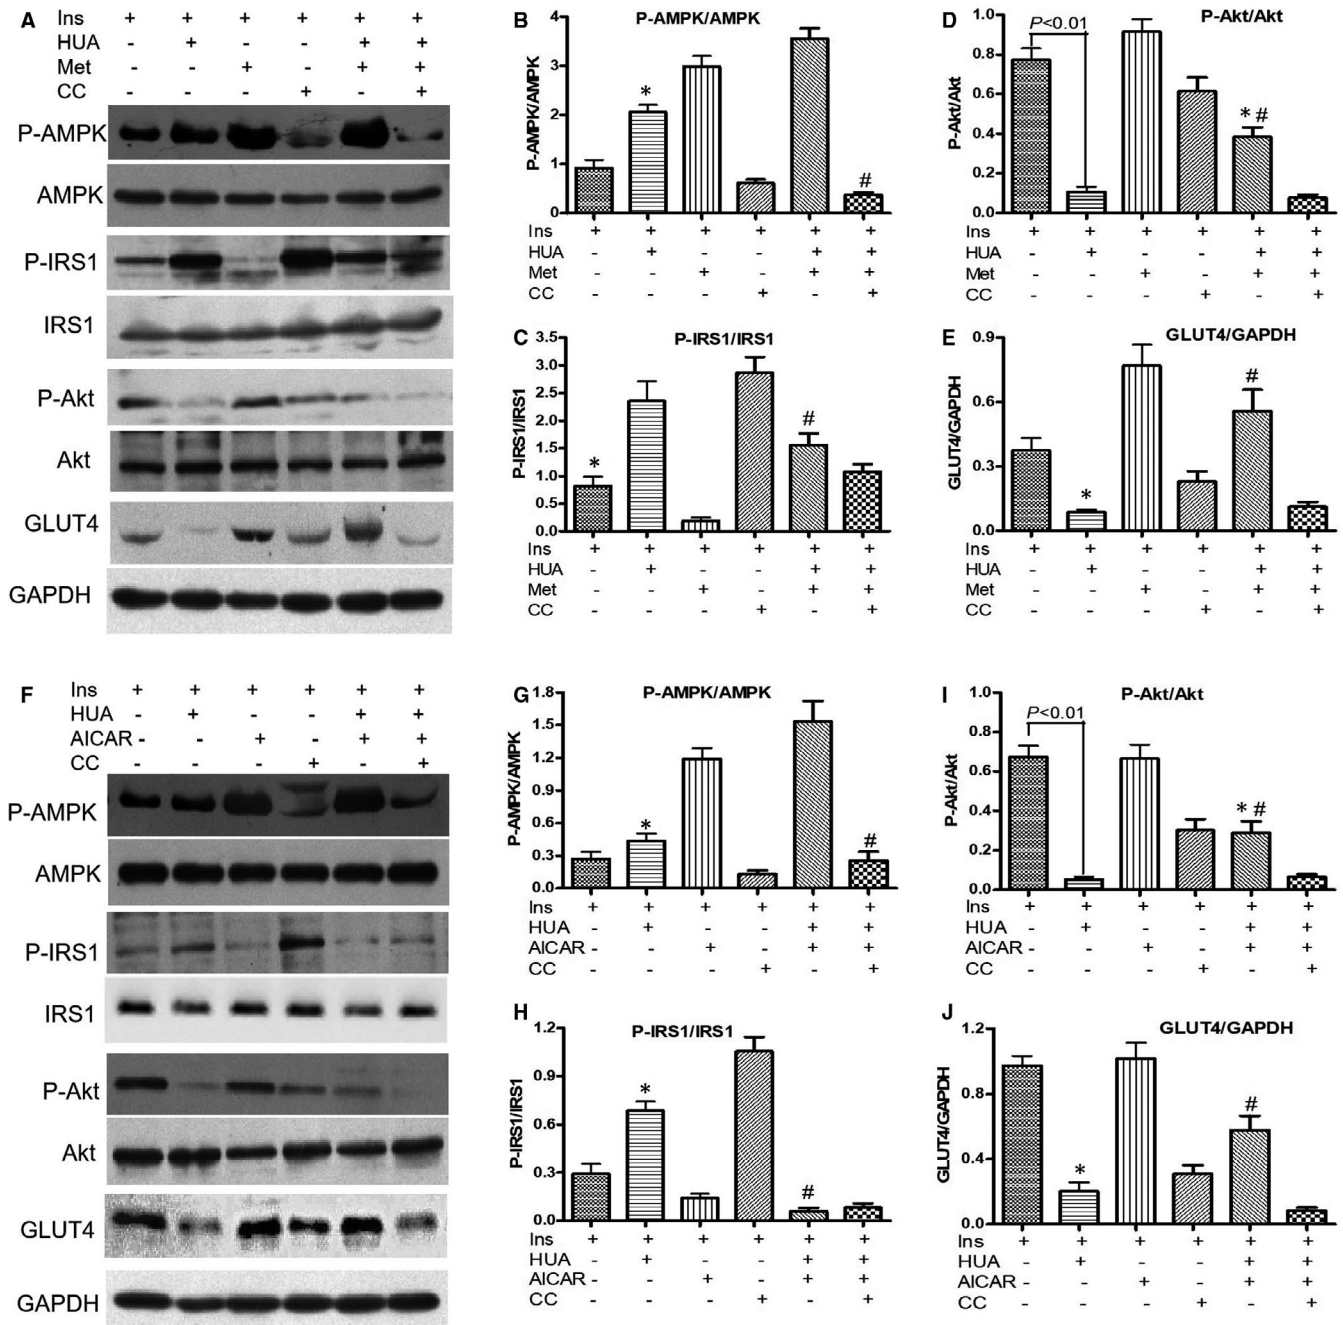 A
Ins + + + + + +
HUA - + - - + +
Met - - + - + +
CC - - - + - +
P-AMPK
AMPK
P-IRS1
IRS1
P-Akt
Akt
GLUT4
GAPDH
B
P-AMPK/AMPK
P-AMPK/AMPK
4
3
2
1
0
*
#
Ins + + + + + +
HUA - + - - + +
Met - - + - + +
CC - - - + - +
D
P-Akt/Akt
P-Akt/Akt
1.0
0.8
0.6
0.4
0.2
0.0
P<0.01
* #
Ins + + + + + +
HUA - + - - + +
Met - - + - + +
CC - - - + - +
C
P-IRS1/IRS1
P-IRS1/IRS1
3.5
3.0
2.5
2.0
1.5
1.0
0.5
0.0
*
#
Ins + + + + + +
HUA - + - - + +
Met - - + - + +
CC - - - + - +
E
GLUT4/GAPDH
GLUT4/GAPDH
0.9
0.6
0.3
0.0
*
#
Ins + + + + + +
HUA - + - - + +
Met - - + - + +
CC - - - + - +
F
Ins + + + + + +
HUA - + - - + +
AICAR - - + - + +
CC - - - + - +
P-AMPK
AMPK
P-IRS1
IRS1
P-Akt
Akt
GLUT4
GAPDH
G
P-AMPK/AMPK
P-AMPK/AMPK
1.8
1.5
1.2
0.9
0.6
0.3
0.0
*
#
Ins + + + + + +
HUA - + - - + +
AICAR - - + - + +
CC - - - + - +
I
P-Akt/Akt
P-Akt/Akt
1.0
0.8
0.6
0.4
0.2
0.0
P<0.01
* #
Ins + + + + + +
HUA - + - - + +
AICAR - - + - + +
CC - - - + - +
H
P-IRS1/IRS1
P-IRS1/IRS1
1.2
0.9
0.6
0.3
0.0
*
#
Ins + + + + + +
HUA - + - - + +
AICAR - - + - + +
CC - - - + - +
J
GLUT4/GAPDH
GLUT4/GAPDH
1.2
0.8
0.4
0.0
*
#
Ins + + + + + +
HUA - + - - + +
AICAR - - + - + +
CC - - - + - +